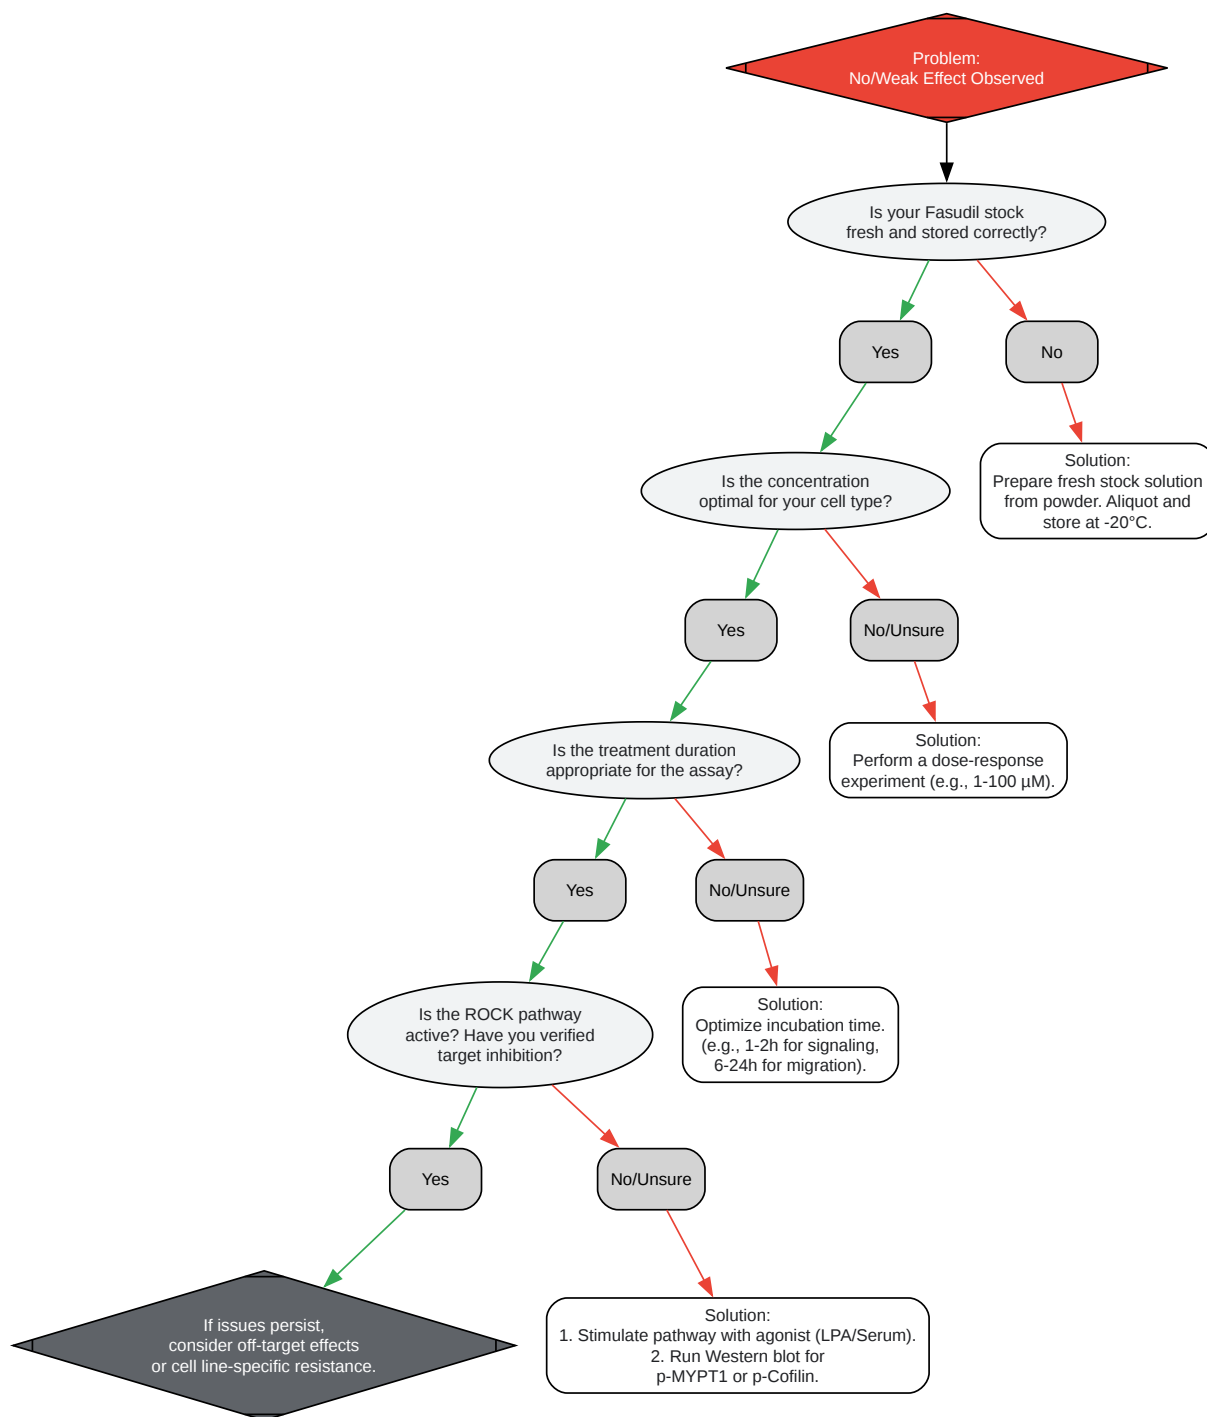 Problem:
No/Weak Effect Observed
Is your Fasudil stock
fresh and stored correctly?
Yes
No
Solution:
Prepare fresh stock solution
from powder. Aliquot and
store at -20°C.
Is the concentration
optimal for your cell type?
Yes
No/Unsure
Solution:
Perform a dose-response
experiment (e.g., 1-100 µM).
Is the treatment duration
appropriate for the assay?
Yes
No/Unsure
Solution:
Optimize incubation time.
(e.g., 1-2h for signaling,
6-24h for migration).
Is the ROCK pathway
active? Have you verified
target inhibition?
Yes
No/Unsure
If issues persist,
consider off-target effects
or cell line-specific resistance.
Solution:
1. Stimulate pathway with agonist (LPA/Serum).
2. Run Western blot for
p-MYPT1 or p-Cofilin.